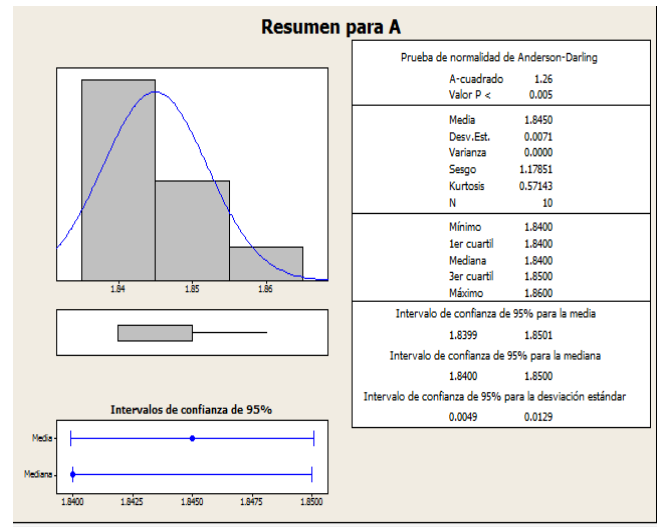 Resumen para A
1.84 1.85 1.86
Intervalos de confianza de 95%
Media
Mediana
1.8400 1.8425 1.8450 1.8475 1.8500
Prueba de normalidad de Anderson-Darling
A-cuadrado 1.26
Valor P < 0.005
Media 1.8450
Desv.Est. 0.0071
Varianza 0.0000
Sesgo 1.17851
Kurtosis 0.57143
N 10
Mínimo 1.8400
1er cuartil 1.8400
Mediana 1.8400
3er cuartil 1.8500
Máximo 1.8600
Intervalo de confianza de 95% para la media
1.8399 1.8501
Intervalo de confianza de 95% para la mediana
1.8400 1.8500
Intervalo de confianza de 95% para la desviación estándar
0.0049 0.0129